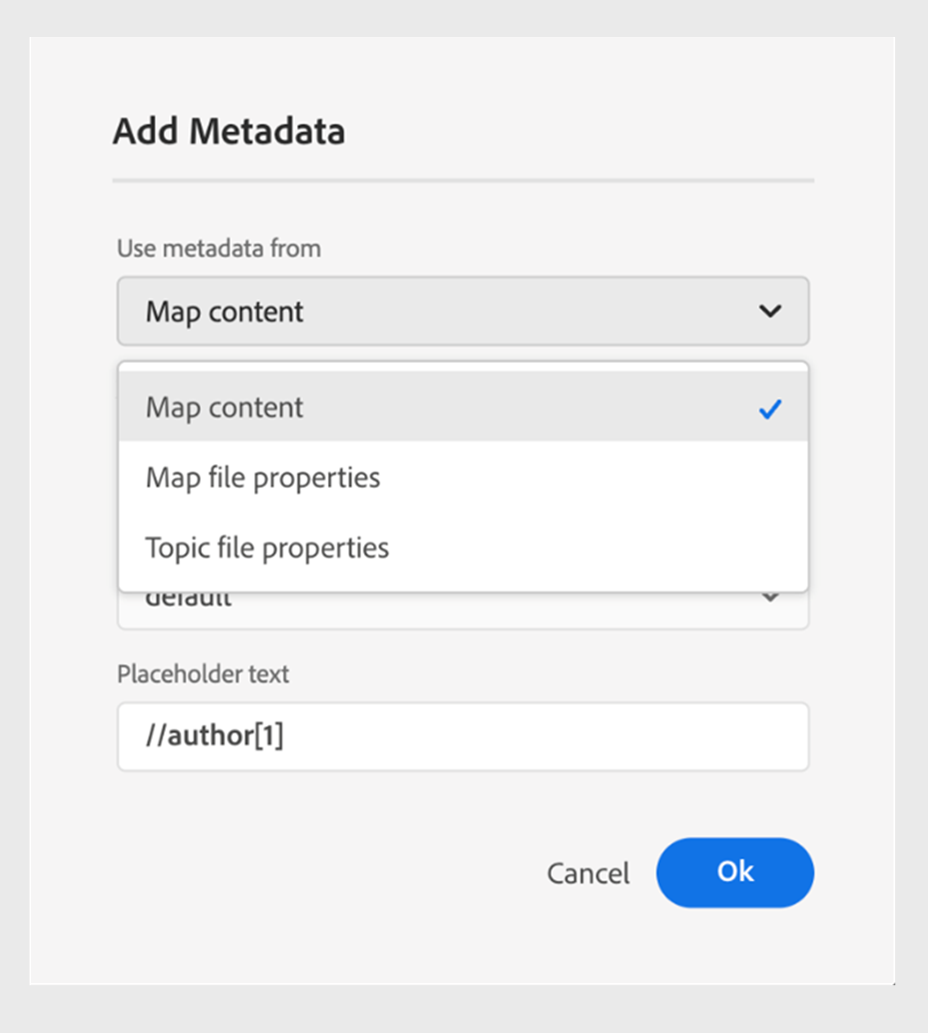 Add Metadata
Use metadata from
Map content
Map content
Map file properties
Topic file properties
default
Placeholder text
//author[1]
Cancel Ok